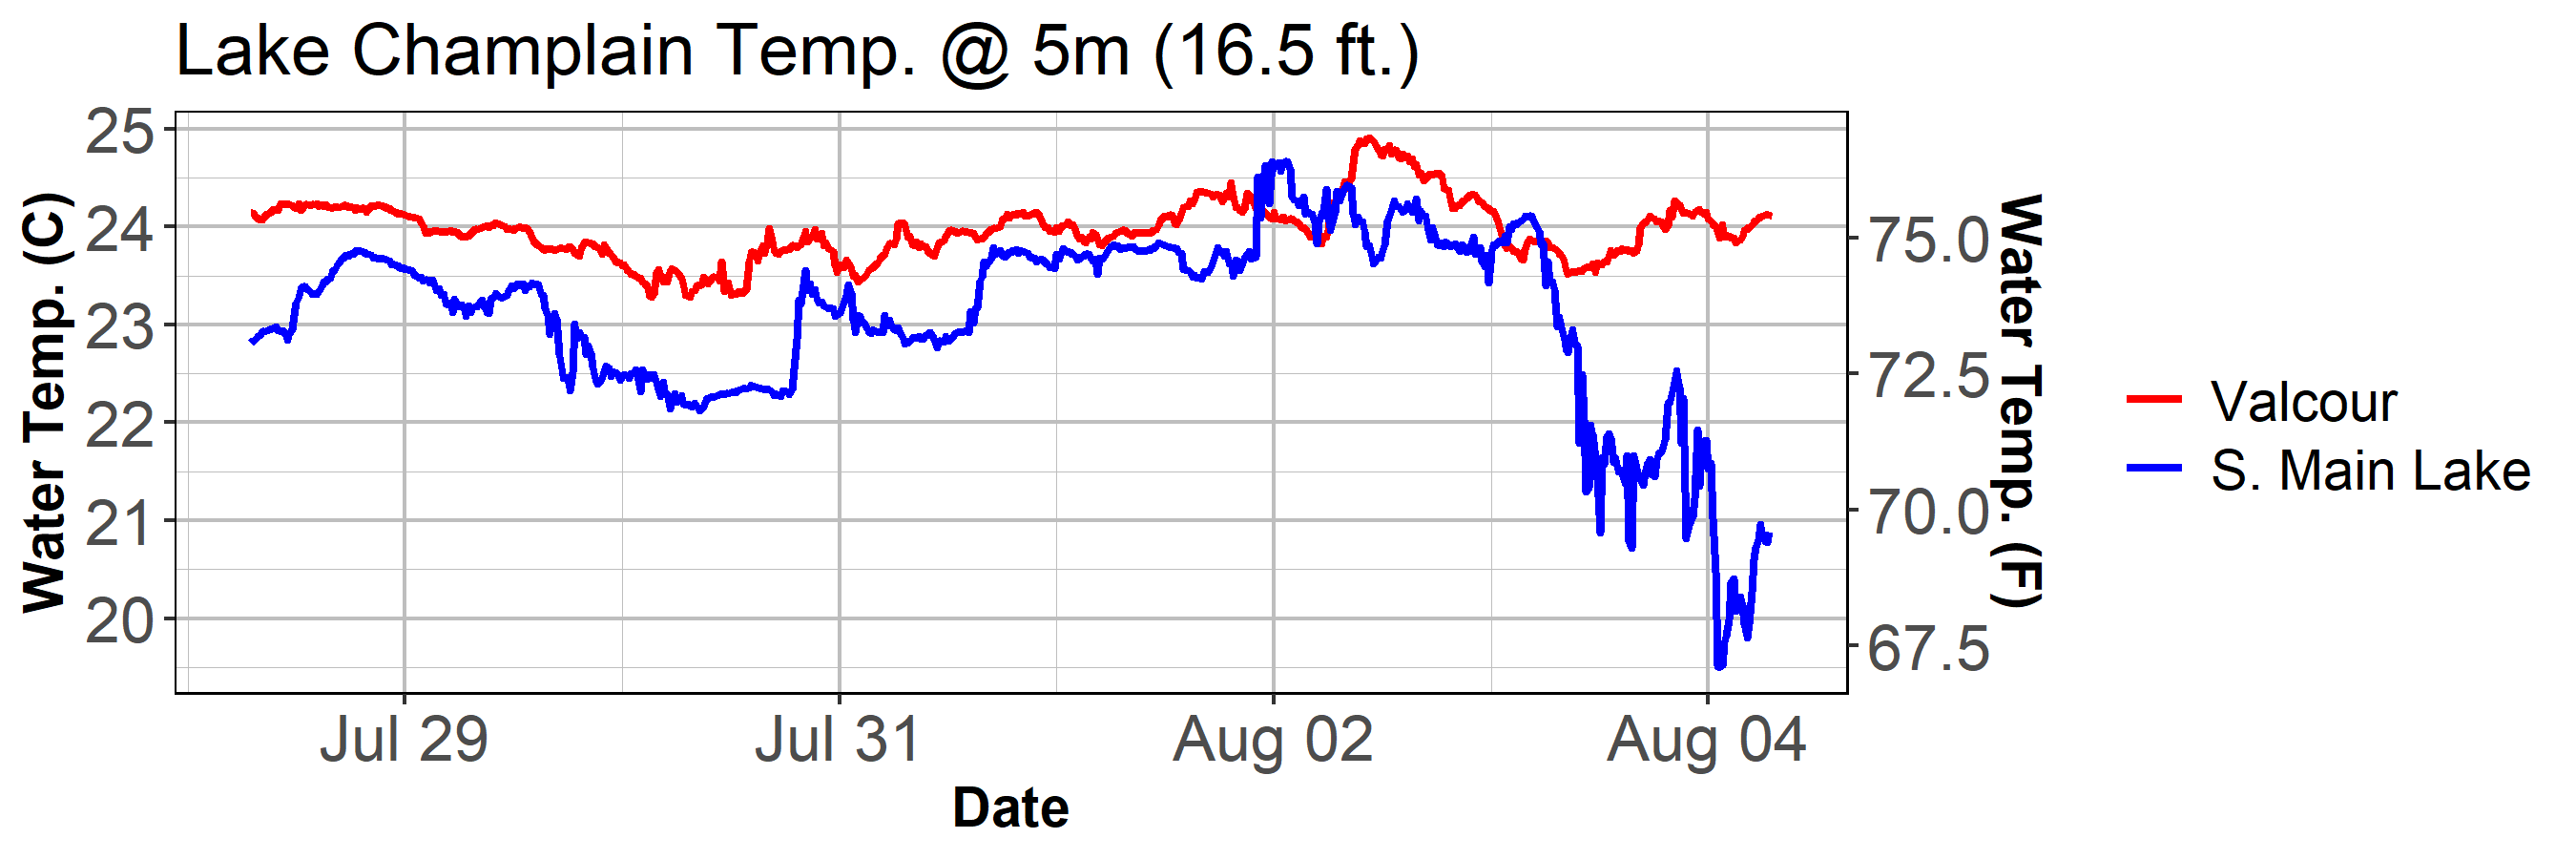 Lake Champlain Temp. @ 5m (16.5 ft.)
Water Temp. (C)
25
24
23
22
21
20
75.0
72.5
70.0
67.5
Water Temp. (F)
Valcour
S. Main Lake
Jul 29
Jul 31
Aug 02
Aug 04
Date